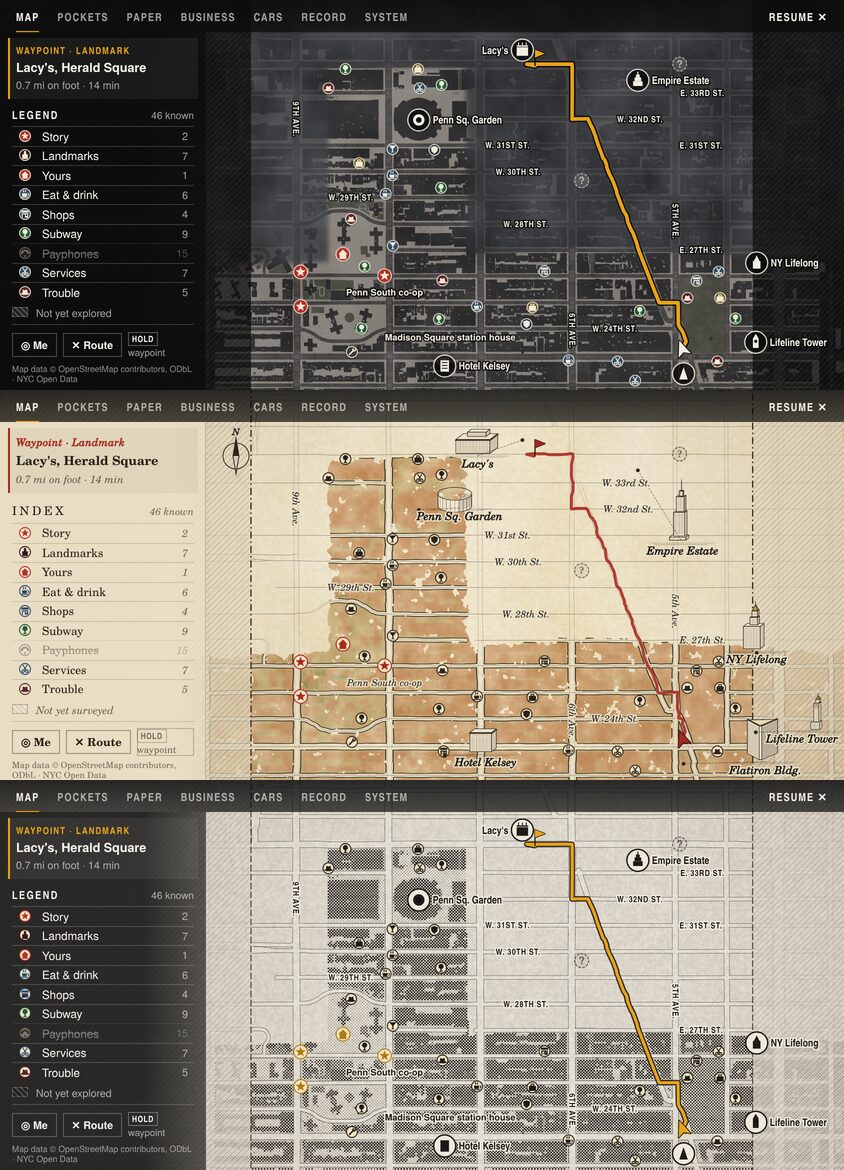 MAP POCKETS PAPER BUSINESS CARS RECORD SYSTEM RESUME ✕
WAYPOINT · LANDMARK
Lacy's, Herald Square
0.7 mi on foot · 14 min
LEGEND 46 known
Story 2
Landmarks 7
Yours 1
Eat & drink 6
Shops 4
Subway 9
Payphones 15
Services 7
Trouble 5
Not yet explored
◎ Me
✕ Route
HOLD
waypoint
Map data © OpenStreetMap contributors, ODbL
· NYC Open Data
Lacy's
?
Empire Estate
E. 33RD ST.
9TH AVE.
Penn Sq. Garden
W. 32ND ST.
W. 31ST ST.
E. 31ST ST.
W. 30TH ST.
?
W. 29TH ST.
5TH AVE.
W. 28TH ST.
E. 27TH ST.
NY Lifelong
Penn South co-op
6TH AVE.
W. 24TH ST.
Madison Square station house
Lifeline Tower
Hotel Kelsey
MAP POCKETS PAPER BUSINESS CARS RECORD SYSTEM RESUME ✕
Waypoint · Landmark
Lacy's, Herald Square
0.7 mi on foot · 14 min
INDEX 46 known
Story 2
Landmarks 7
Yours 1
Eat & drink 6
Shops 4
Subway 9
Payphones 15
Services 7
Trouble 5
Not yet surveyed
◎ Me
✕ Route
HOLD
waypoint
Map data © OpenStreetMap contributors,
ODbL · NYC Open Data
N
Lacy's
?
W. 33rd St.
9th Ave.
W. 32nd St.
Penn Sq. Garden
W. 31st St.
Empire Estate
W. 30th St.
?
W. 29th St.
5th Ave.
W. 28th St.
E. 27th St.
NY Lifelong
Penn South co-op
6th Ave.
W. 24th St.
Lifeline Tower
Hotel Kelsey
Flatiron Bldg.
MAP POCKETS PAPER BUSINESS CARS RECORD SYSTEM RESUME ✕
WAYPOINT · LANDMARK
Lacy's, Herald Square
0.7 mi on foot · 14 min
LEGEND 46 known
Story 2
Landmarks 7
Yours 1
Eat & drink 6
Shops 4
Subway 9
Payphones 15
Services 7
Trouble 5
Not yet explored
◎ Me
✕ Route
HOLD
waypoint
Map data © OpenStreetMap contributors, ODbL
· NYC Open Data
Lacy's
?
Empire Estate
E. 33RD ST.
9TH AVE.
Penn Sq. Garden
W. 32ND ST.
W. 31ST ST.
E. 31ST ST.
W. 30TH ST.
?
W. 29TH ST.
5TH AVE.
W. 28TH ST.
E. 27TH ST.
NY Lifelong
Penn South co-op
6TH AVE.
W. 24TH ST.
Madison Square station house
Lifeline Tower
Hotel Kelsey